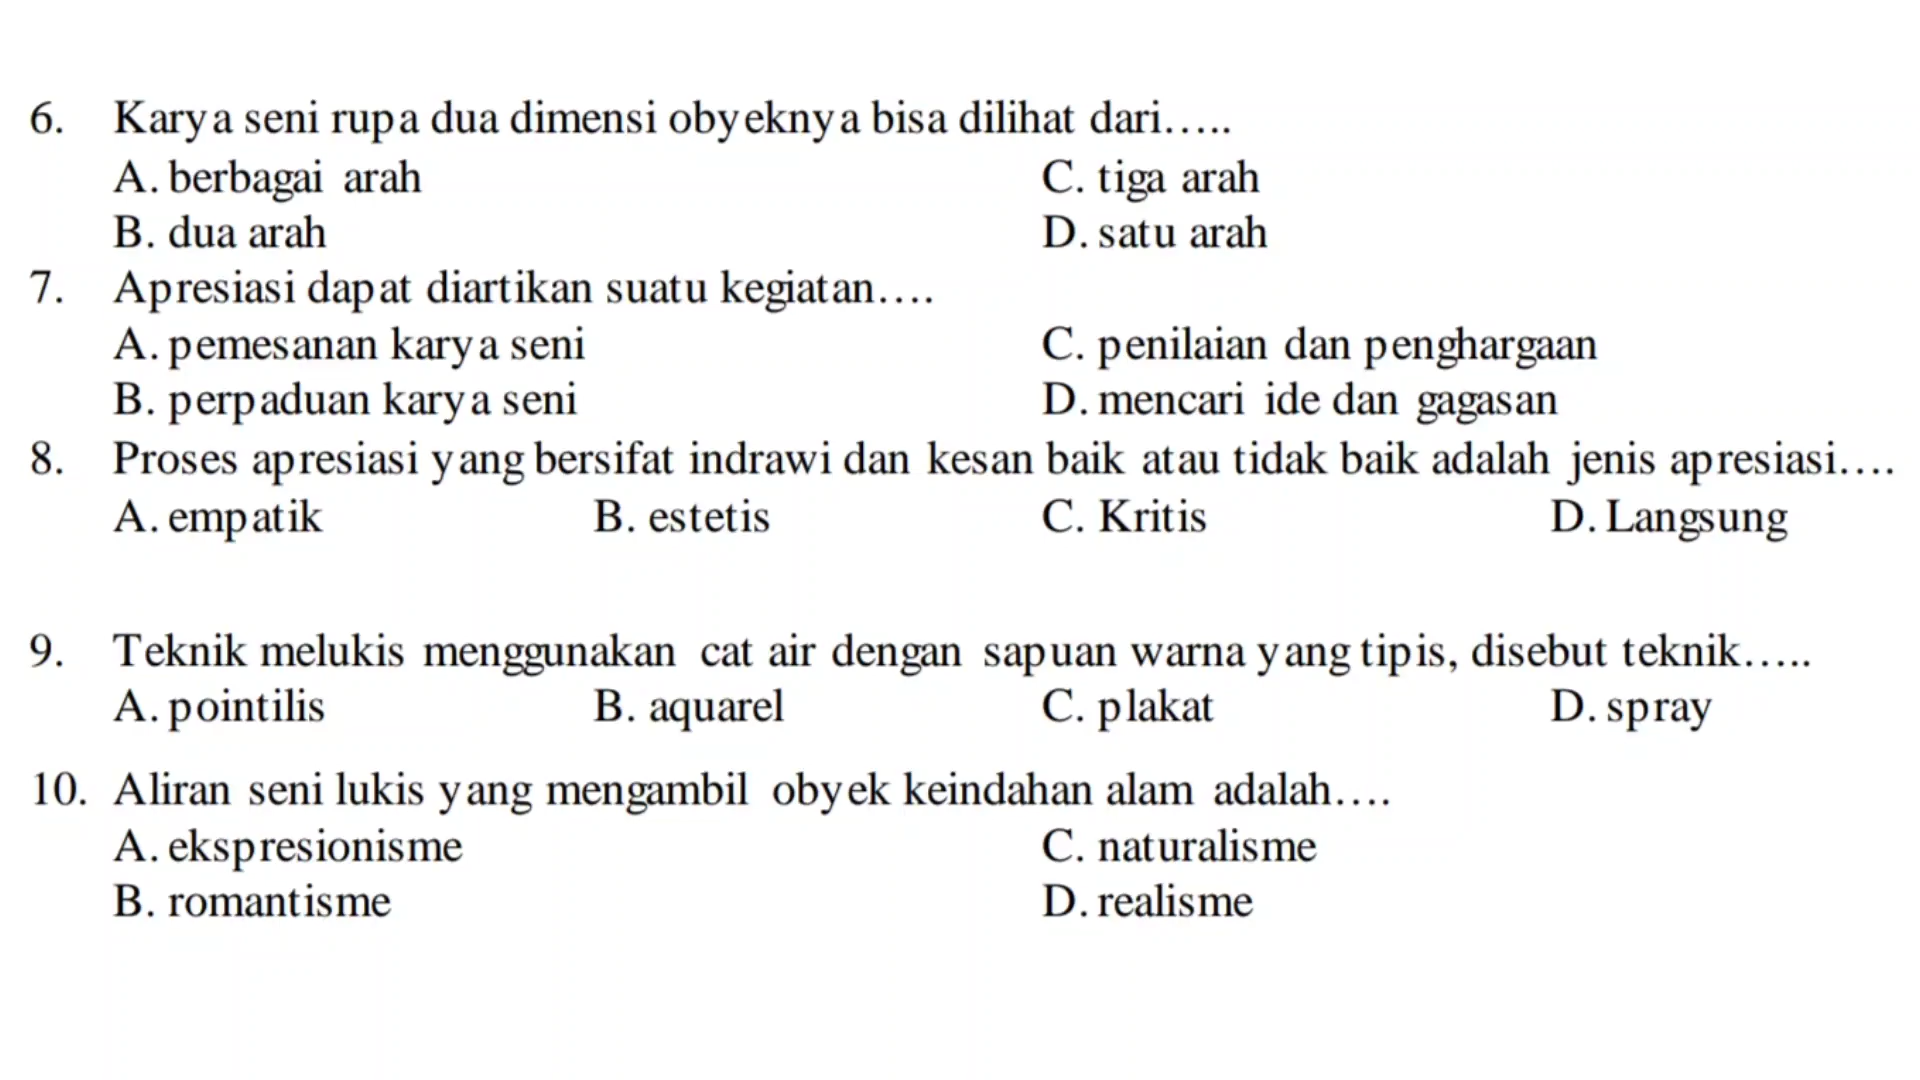 6. Karya seni rupa dua dimensi obyeknya bisa dilihat dari…..
A. berbagai arah C. tiga arah
B. dua arah D. satu arah
7. Apresiasi dapat diartikan suatu kegiatan….
A. pemesanan karya seni C. penilaian dan penghargaan
B. perpaduan karya seni D. mencari ide dan gagasan
8. Proses apresiasi yang bersifat indrawi dan kesan baik atau tidak baik adalah jenis apresiasi….
A. empatik B. estetis C. Kritis D. Langsung
9. Teknik melukis menggunakan cat air dengan sapuan warna yang tipis, disebut teknik…..
A. pointilis B. aquarel C. plakat D. spray
10. Aliran seni lukis yang mengambil obyek keindahan alam adalah….
A. ekspresionisme C. naturalisme
B. romantisme D. realisme